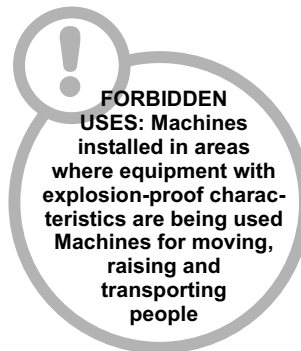 !
FORBIDDEN
USES: Machines
installed in areas
where equipment with
explosion-proof charac-
teristics are being used
Machines for moving,
raising and
transporting
people